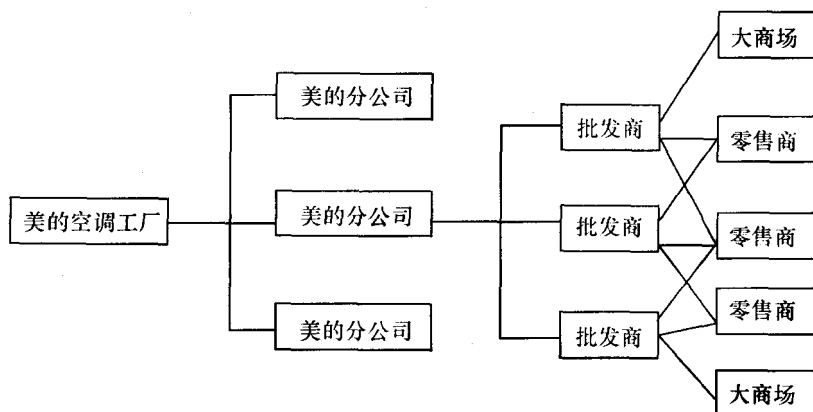 美的空调工厂
美的分公司
美的分公司
美的分公司
批发商
批发商
批发商
大商场
零售商
零售商
零售商
大商场